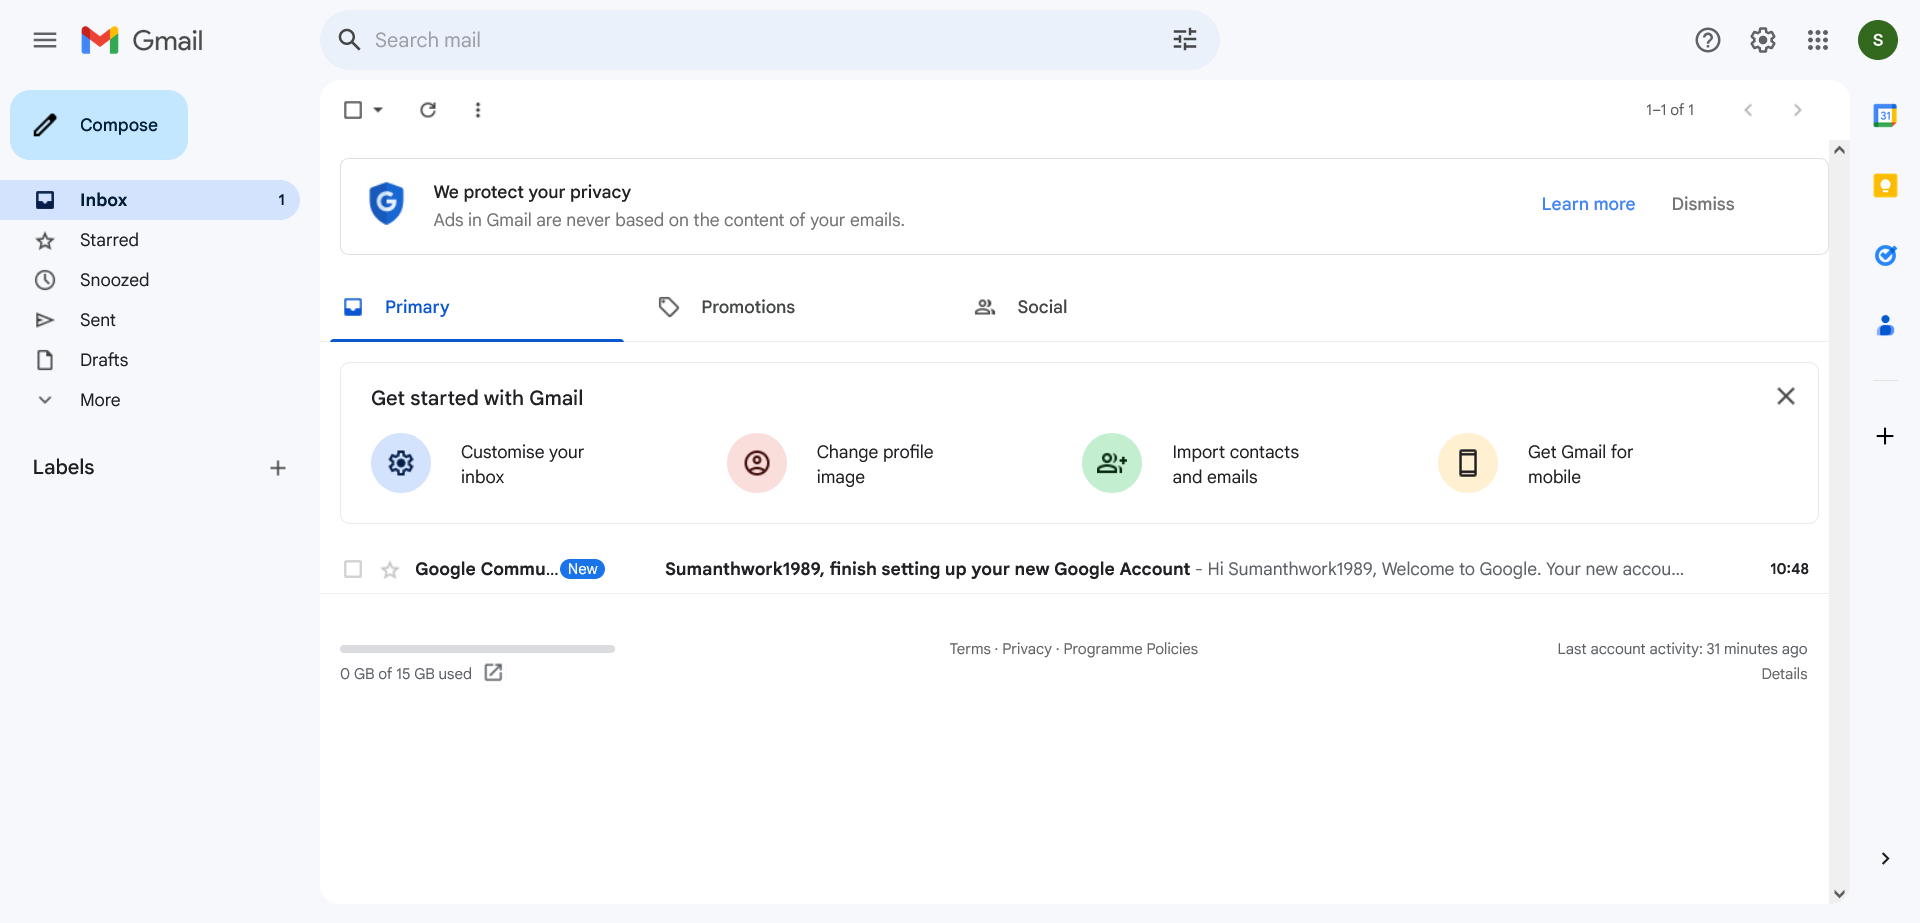 Gmail
Search mail
S
Compose
1–1 of 1
31
We protect your privacy
Ads in Gmail are never based on the content of your emails.
Learn more
Dismiss
Inbox 1
Starred
Snoozed
Sent
Drafts
More
Labels
Primary
Promotions
Social
Get started with Gmail
Customise your
inbox
Change profile
image
Import contacts
and emails
Get Gmail for
mobile
Google Commu... New Sumanthwork1989, finish setting up your new Google Account - Hi Sumanthwork1989, Welcome to Google. Your new accou... 10:48
0 GB of 15 GB used
Terms · Privacy · Programme Policies
Last account activity: 31 minutes ago
Details